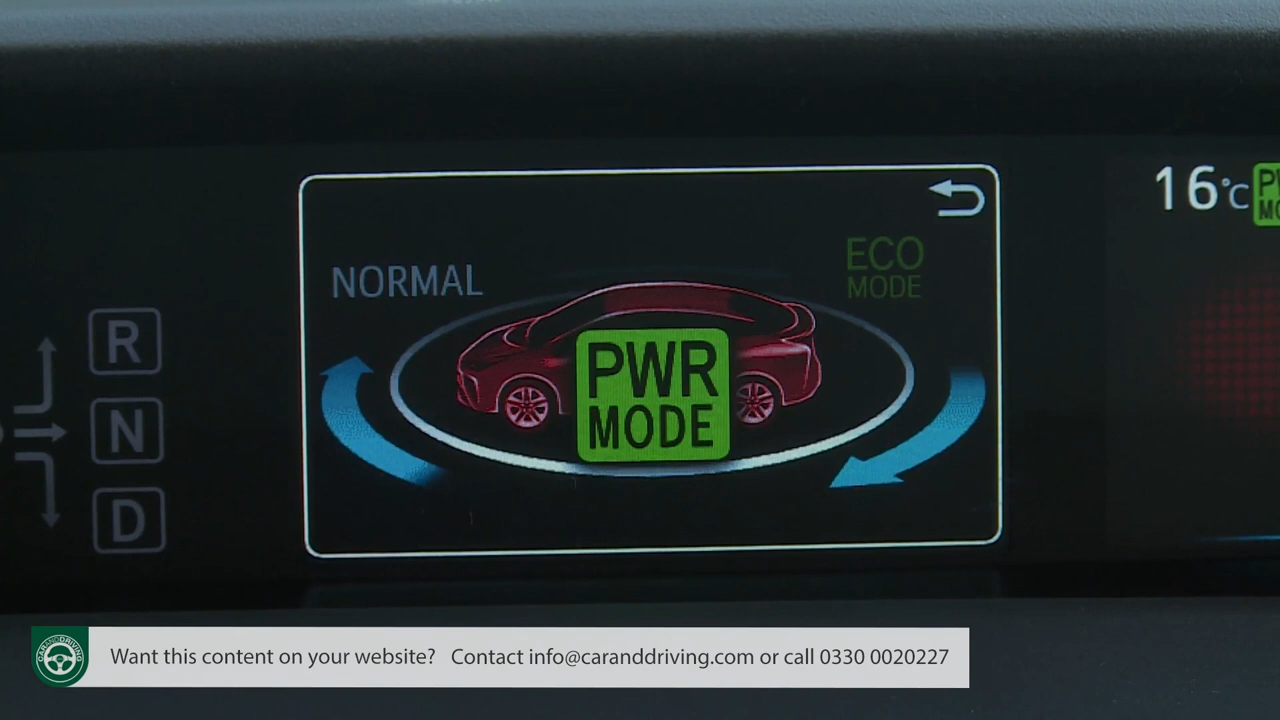 16°C
PWR
MODE
NORMAL
ECO
MODE
R
N
D
CARANDDRIVING
Want this content on your website? Contact info@caranddriving.com or call 0330 0020227